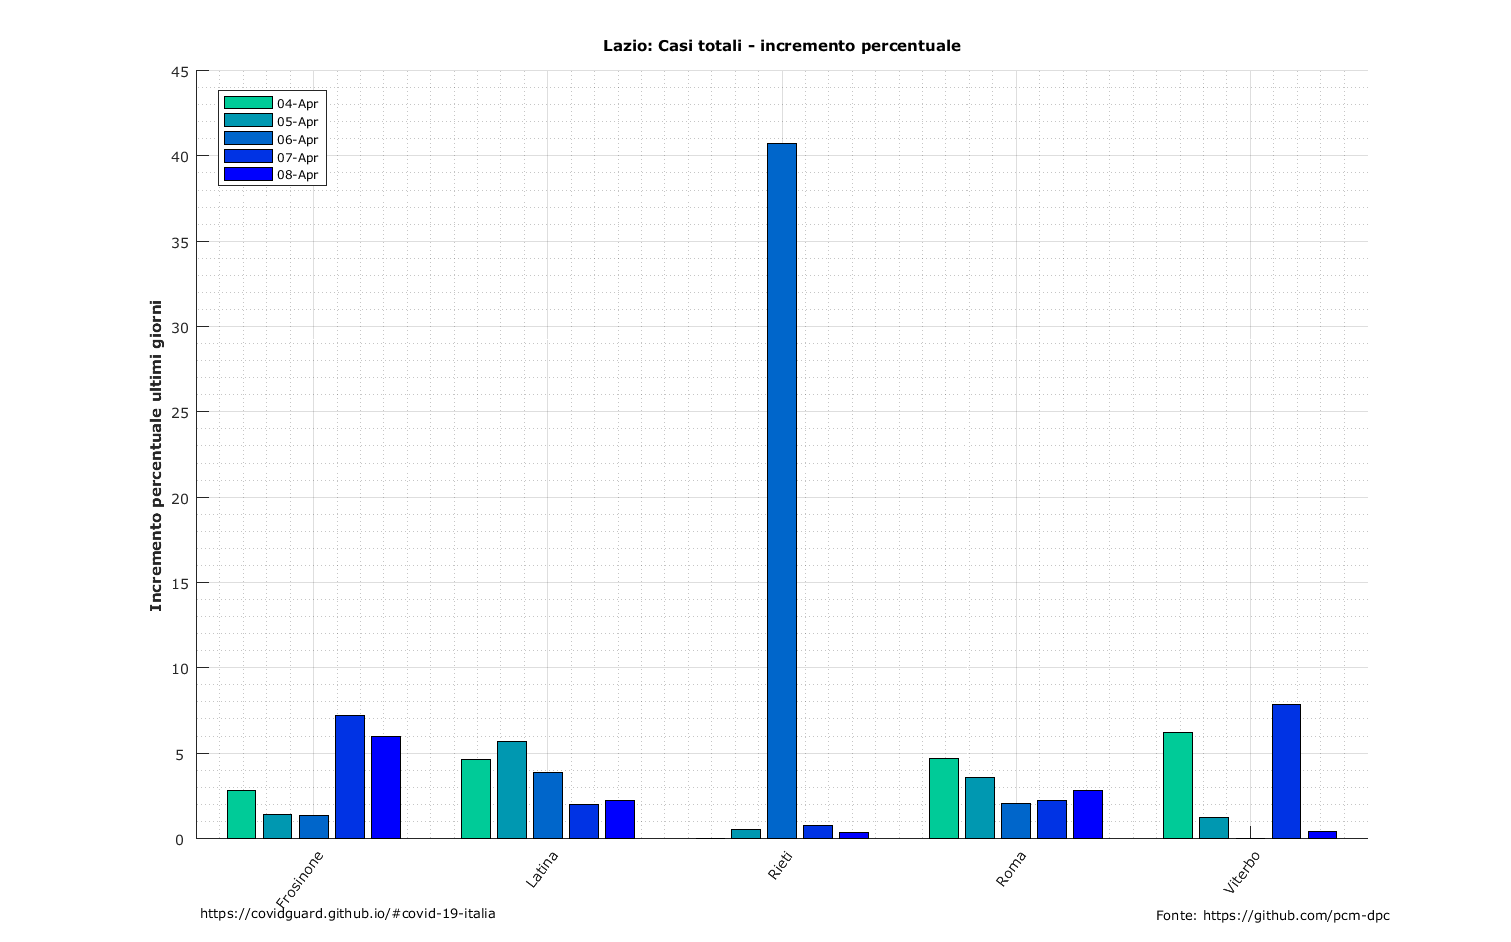 Lazio: Casi totali - incremento percentuale
45
40
35
30
25
20
15
10
5
0
Incremento percentuale ultimi giorni
04-Apr
05-Apr
06-Apr
07-Apr
08-Apr
Frosinone
Latina
Rieti
Roma
Viterbo
https://covidguard.github.io/#covid-19-italia
Fonte: https://github.com/pcm-dpc